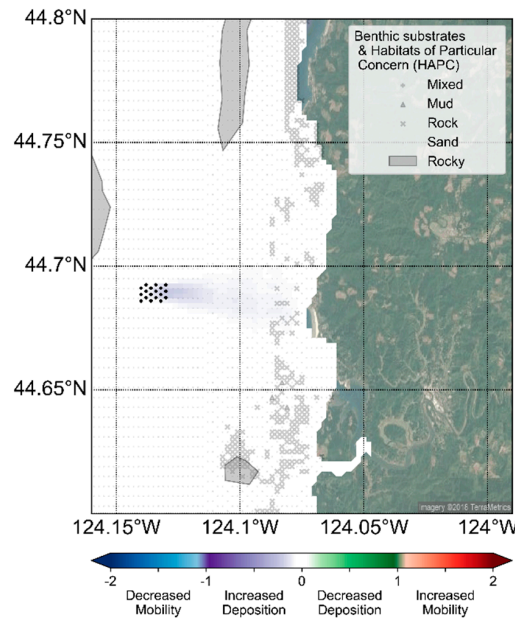 44.8°N
Benthic substrates
& Habitats of Particular
Concern (HAPC)
Mixed
Mud
Rock
Sand
Rocky
44.75°N
44.7°N
44.65°N
Imagery ©2018 TerraMetrics
124.15°W 124.1°W 124.05°W 124°W
-2 -1 0 1 2
Decreased Increased Decreased Increased
Mobility Deposition Deposition Mobility